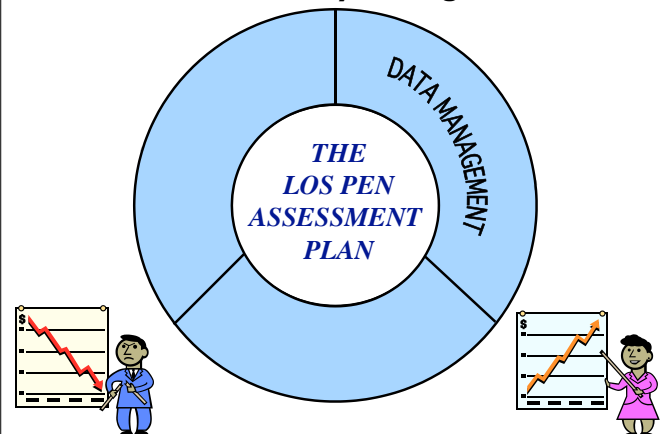 THE
LOS PEN
ASSESSMENT
PLAN
DATA MANAGEMENT
$
$